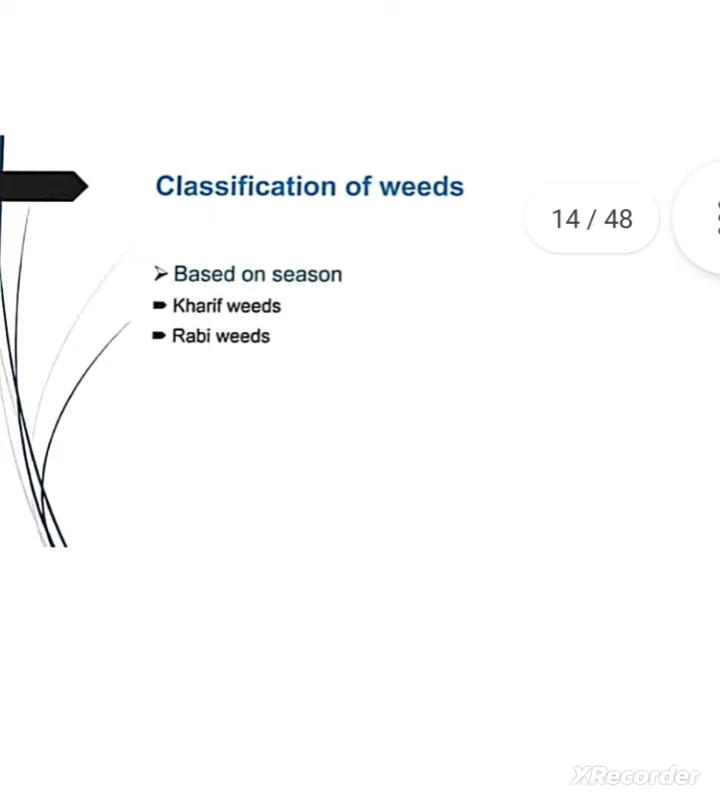 Classification of weeds
14 / 48
Based on season
Kharif weeds
Rabi weeds
XRecorder